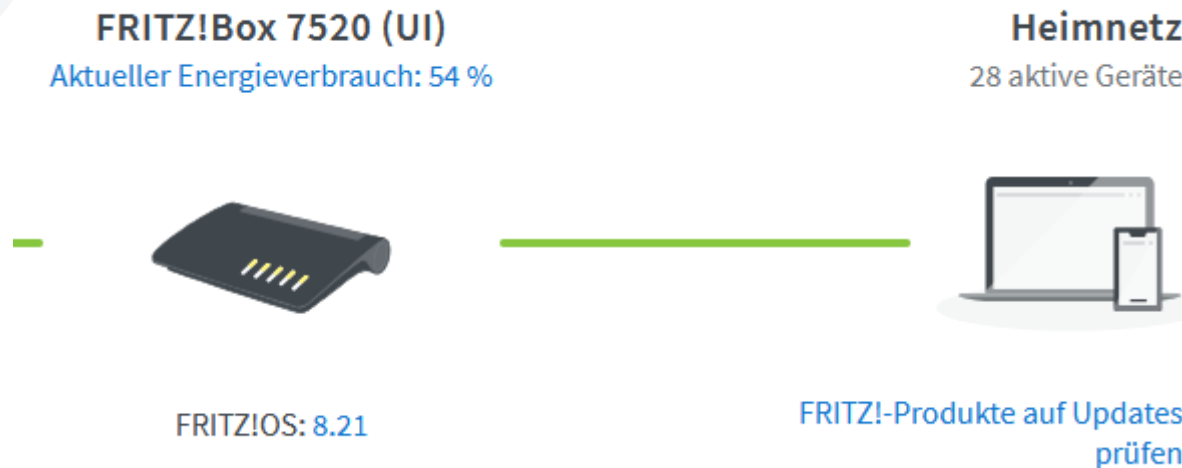 FRITZ!Box 7520 (UI)
Aktueller Energieverbrauch: 54 %
Heimnetz
28 aktive Geräte
FRITZ!OS: 8.21
FRITZ!-Produkte auf Updates
prüfen